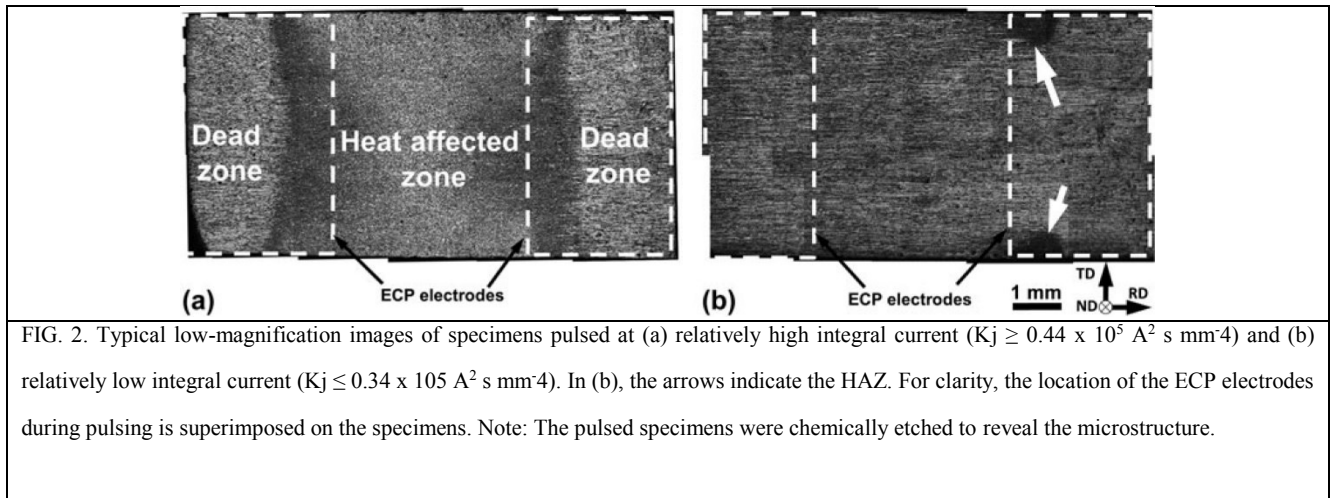 Dead
zone
Heat affected
zone
Dead
zone
(a)
ECP electrodes
(b)
ECP electrodes
1 mm
TD
ND
RD
FIG. 2. Typical low-magnification images of specimens pulsed at (a) relatively high integral current (Kj ≥ 0.44 x 10⁵ A² s mm⁻4) and (b)
relatively low integral current (Kj ≤ 0.34 x 105 A² s mm⁻4). In (b), the arrows indicate the HAZ. For clarity, the location of the ECP electrodes
during pulsing is superimposed on the specimens. Note: The pulsed specimens were chemically etched to reveal the microstructure.